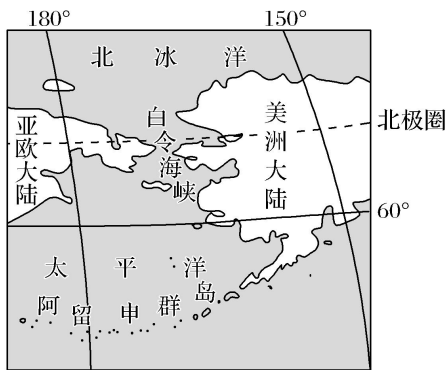 180° 150°
北冰洋
白令海峡
美洲大陆
亚欧大陆
北极圈
60°
太平洋
阿留申群岛